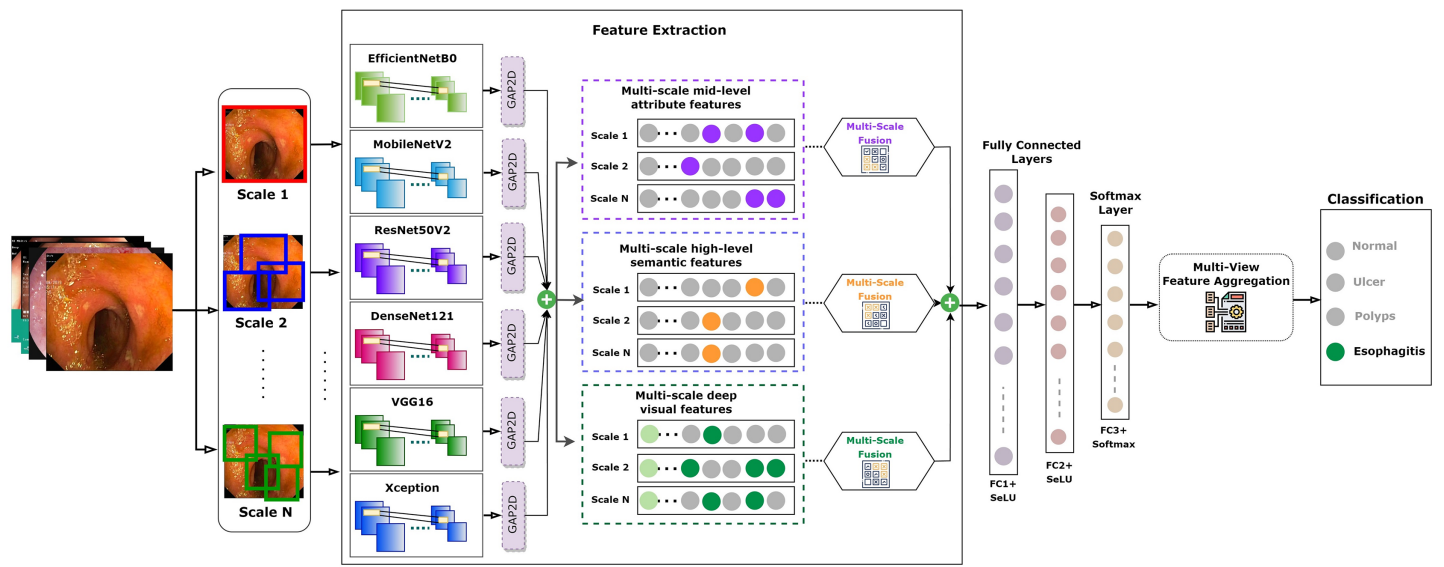 Feature Extraction
Scale 1
Scale 2
Scale N
EfficientNetB0
MobileNetV2
ResNet50V2
DenseNet121
VGG16
Xception
GAP2D
GAP2D
GAP2D
GAP2D
GAP2D
GAP2D
Multi-scale mid-level
attribute features
Scale 1
Scale 2
Scale N
Multi-scale high-level
semantic features
Scale 1
Scale 2
Scale N
Multi-scale deep
visual features
Scale 1
Scale 2
Scale N
Multi-Scale
Fusion
Multi-Scale
Fusion
Multi-Scale
Fusion
Fully Connected
Layers
FC1+
SeLU
FC2+
SeLU
Softmax
Layer
FC3+
Softmax
Multi-View
Feature Aggregation
Classification
Normal
Ulcer
Polyps
Esophagitis